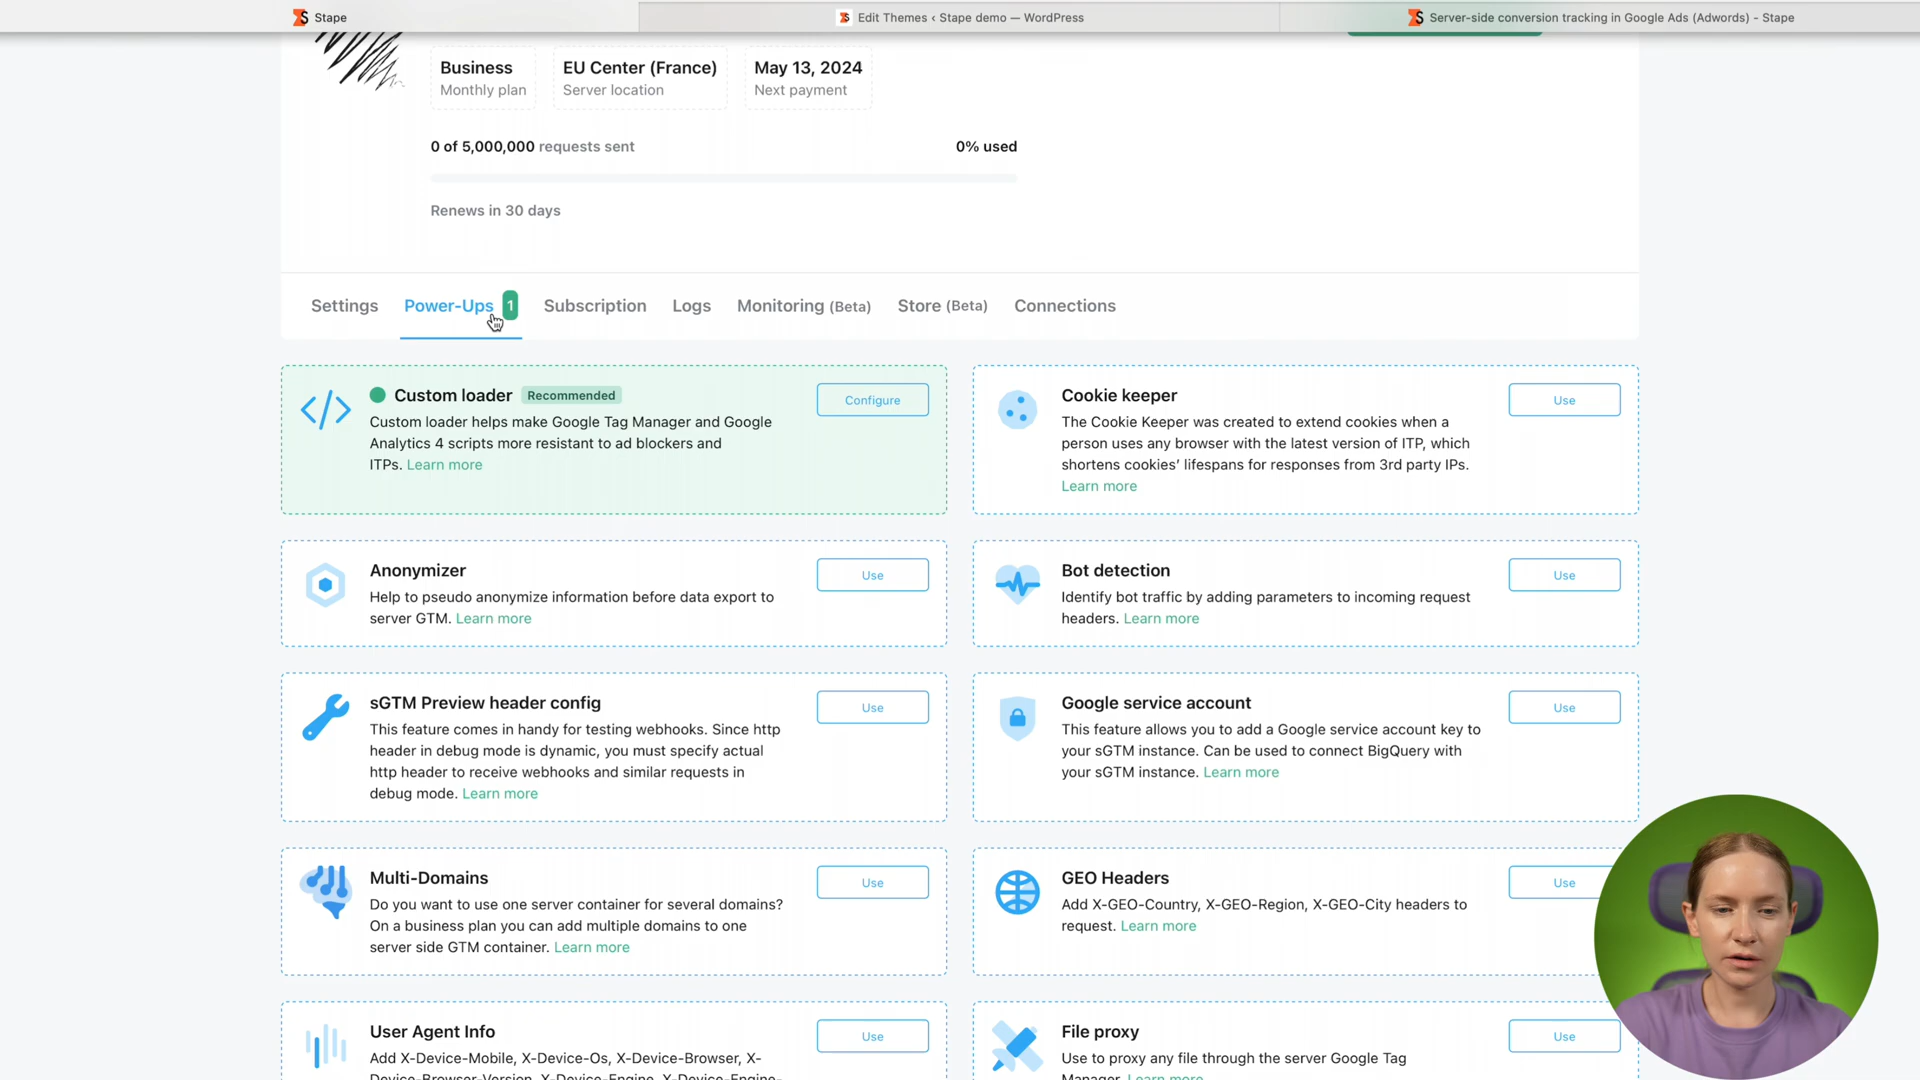 Stape
Edit Themes ‹ Stape demo — WordPress
Server-side conversion tracking in Google Ads (Adwords) - Stape
Business
Monthly plan
EU Center (France)
Server location
May 13, 2024
Next payment
0 of 5,000,000 requests sent
0% used
Renews in 30 days
Settings
Power-Ups 1
Subscription
Logs
Monitoring (Beta)
Store (Beta)
Connections
Custom loader Recommended
Custom loader helps make Google Tag Manager and Google
Analytics 4 scripts more resistant to ad blockers and
ITPs. Learn more
Configure
Cookie keeper
The Cookie Keeper was created to extend cookies when a
person uses any browser with the latest version of ITP, which
shortens cookies' lifespans for responses from 3rd party IPs.
Learn more
Use
Anonymizer
Help to pseudo anonymize information before data export to
server GTM. Learn more
Use
Bot detection
Identify bot traffic by adding parameters to incoming request
headers. Learn more
Use
sGTM Preview header config
This feature comes in handy for testing webhooks. Since http
header in debug mode is dynamic, you must specify actual
http header to receive webhooks and similar requests in
debug mode. Learn more
Use
Google service account
This feature allows you to add a Google service account key to
your sGTM instance. Can be used to connect BigQuery with
your sGTM instance. Learn more
Use
Multi-Domains
Do you want to use one server container for several domains?
On a business plan you can add multiple domains to one
server side GTM container. Learn more
Use
GEO Headers
Add X-GEO-Country, X-GEO-Region, X-GEO-City headers to
request. Learn more
Use
User Agent Info
Add X-Device-Mobile, X-Device-Os, X-Device-Browser, X-
Device-Browser-Version, X-Device-Engine, X-Device-Engine-
Use
File proxy
Use to proxy any file through the server Google Tag
Manager. Learn more
Use